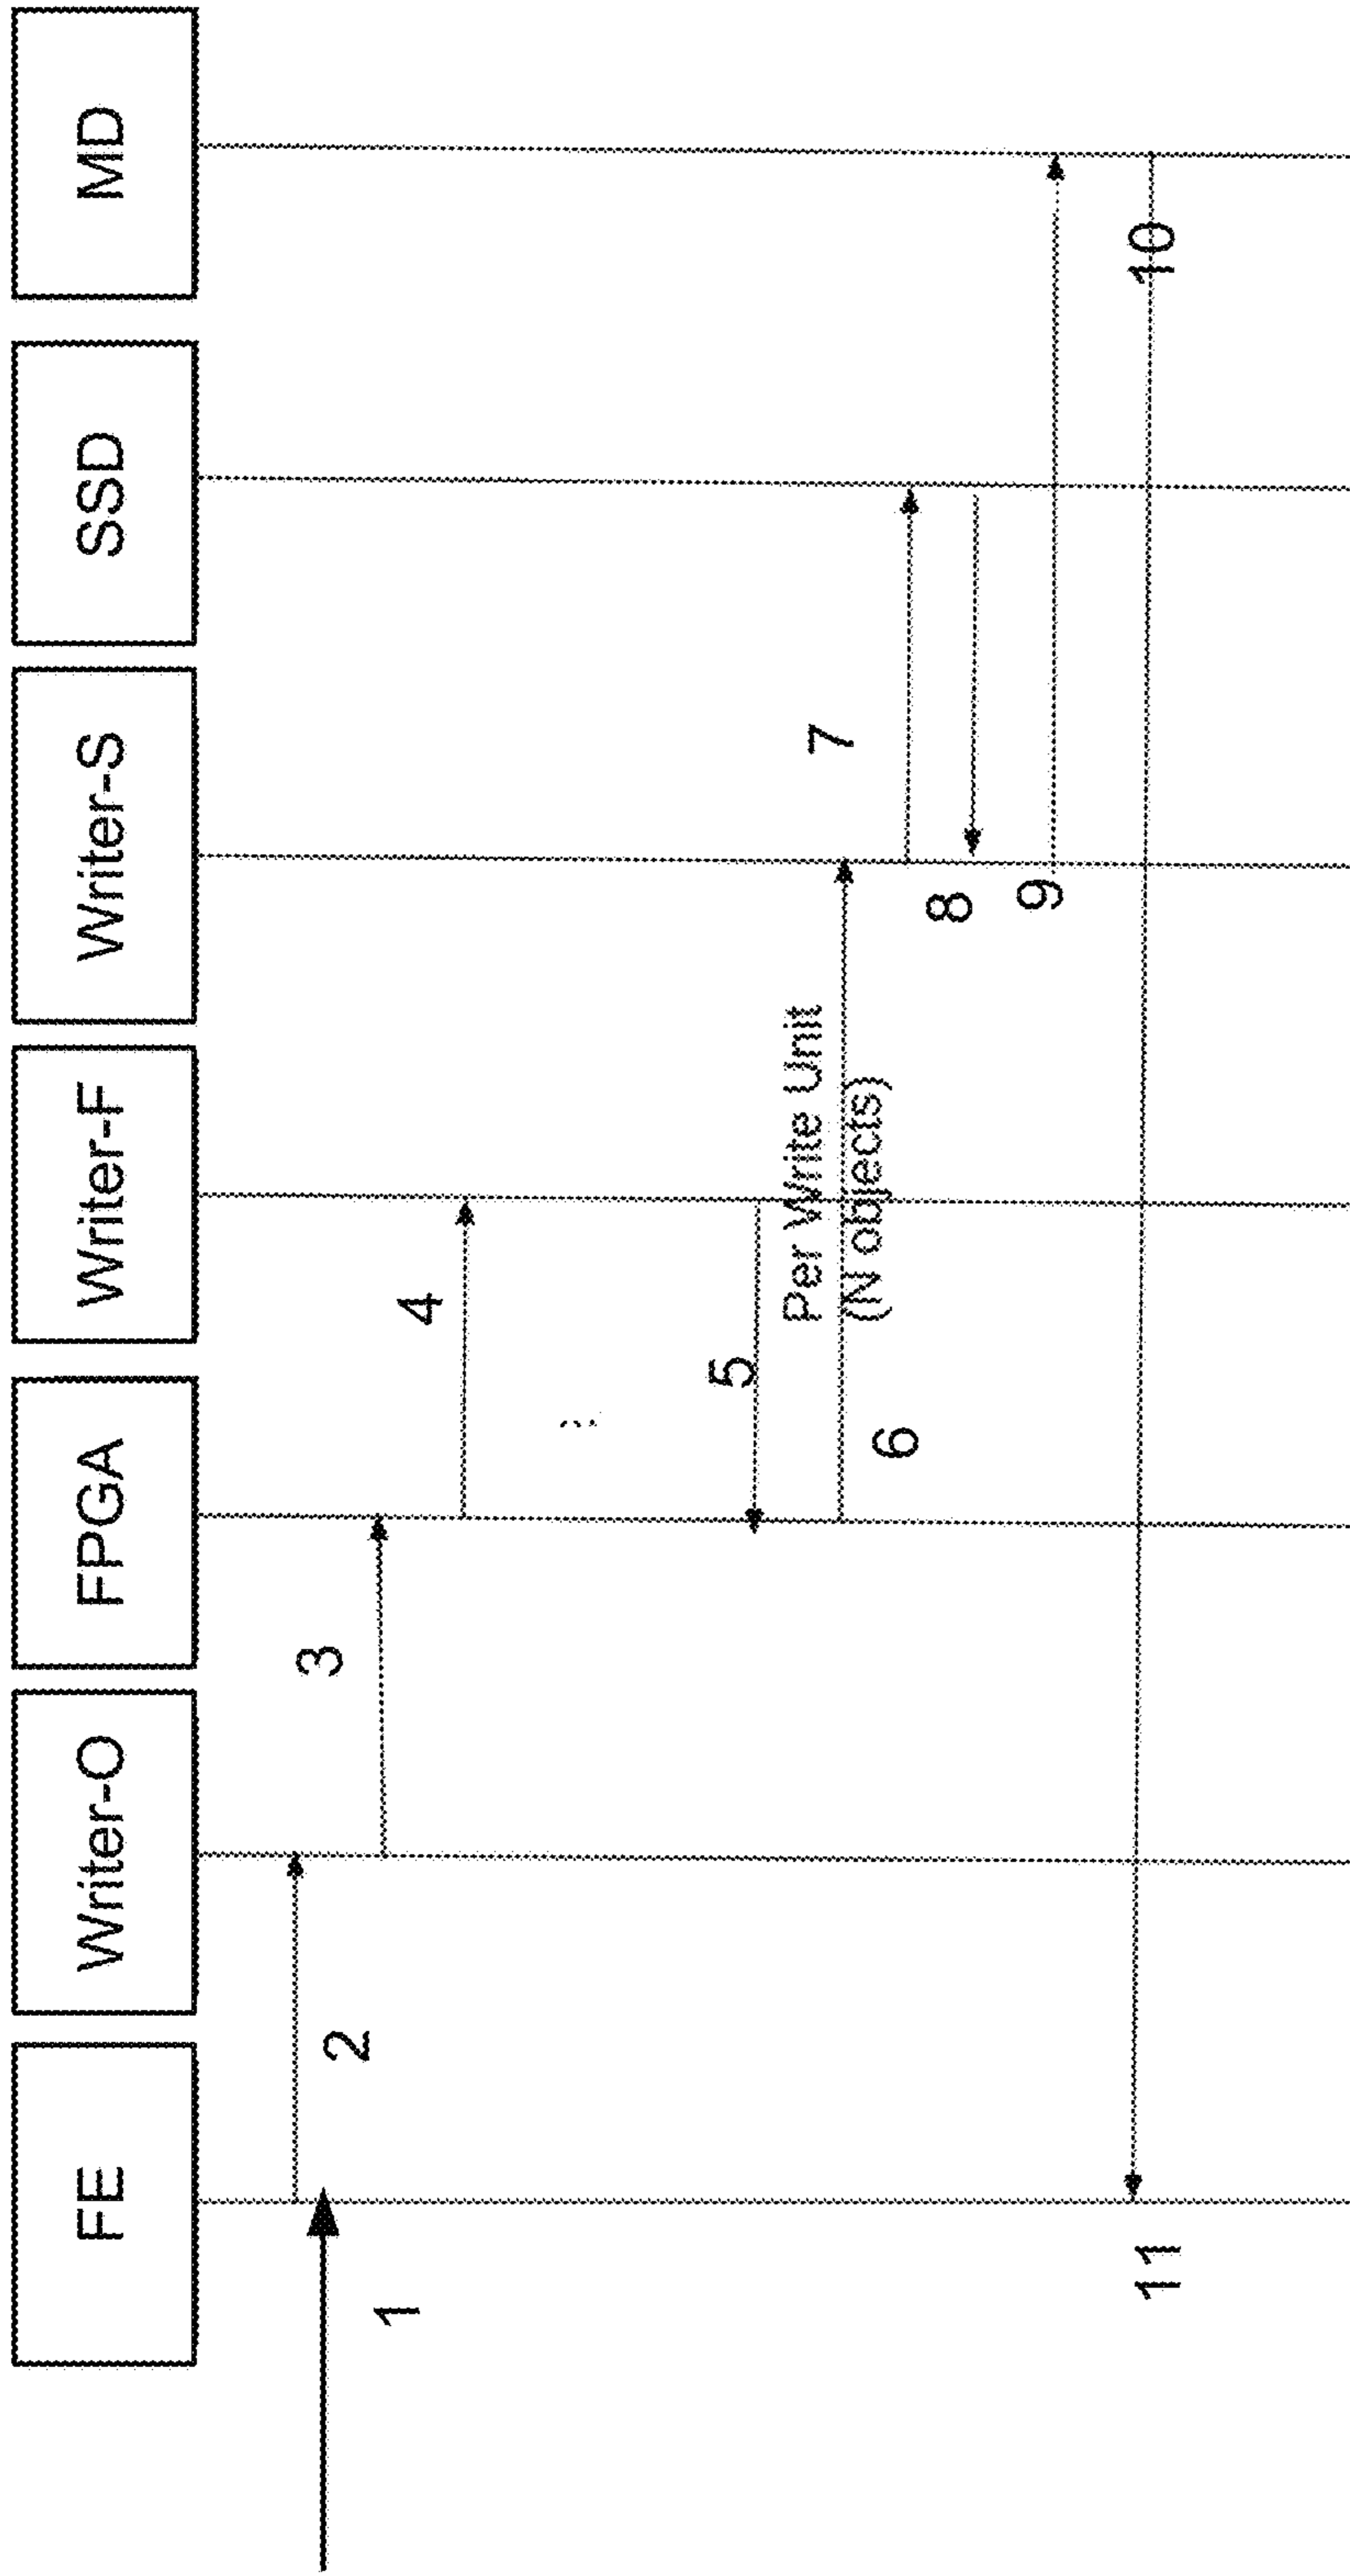 FE
Writer-O
FPGA
Writer-F
Writer-S
SSD
MD
1
2
3
4
5
Per Write Unit
(N objects)
6
7
8
9
10
11